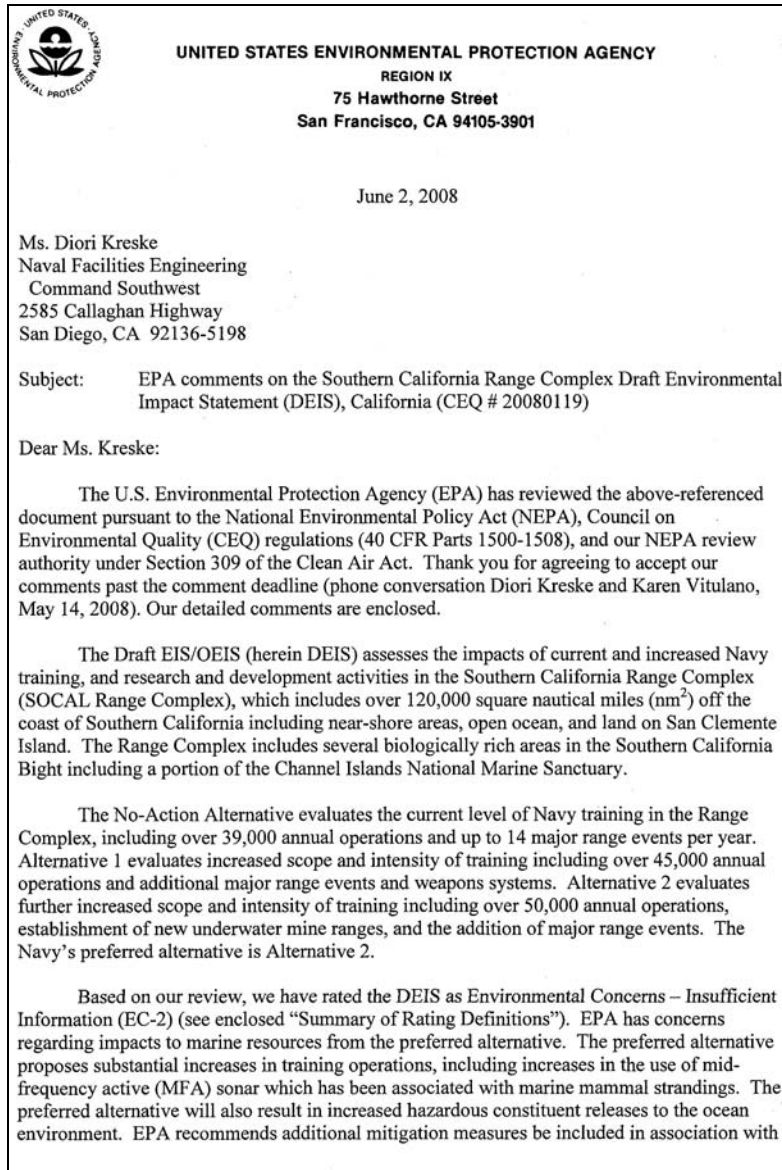 UNITED STATES ENVIRONMENTAL PROTECTION AGENCY
UNITED STATES ENVIRONMENTAL PROTECTION AGENCY
REGION IX
75 Hawthorne Street
San Francisco, CA 94105-3901
June 2, 2008
Ms. Diori Kreske
Naval Facilities Engineering
Command Southwest
2585 Callaghan Highway
San Diego, CA 92136-5198
Subject: EPA comments on the Southern California Range Complex Draft Environmental
Impact Statement (DEIS), California (CEQ # 20080119)
Dear Ms. Kreske:
The U.S. Environmental Protection Agency (EPA) has reviewed the above-referenced
document pursuant to the National Environmental Policy Act (NEPA), Council on
Environmental Quality (CEQ) regulations (40 CFR Parts 1500-1508), and our NEPA review
authority under Section 309 of the Clean Air Act. Thank you for agreeing to accept our
comments past the comment deadline (phone conversation Diori Kreske and Karen Vitulano,
May 14, 2008). Our detailed comments are enclosed.
The Draft EIS/OEIS (herein DEIS) assesses the impacts of current and increased Navy
training, and research and development activities in the Southern California Range Complex
(SOCAL Range Complex), which includes over 120,000 square nautical miles (nm²) off the
coast of Southern California including near-shore areas, open ocean, and land on San Clemente
Island. The Range Complex includes several biologically rich areas in the Southern California
Bight including a portion of the Channel Islands National Marine Sanctuary.
The No-Action Alternative evaluates the current level of Navy training in the Range
Complex, including over 39,000 annual operations and up to 14 major range events per year.
Alternative 1 evaluates increased scope and intensity of training including over 45,000 annual
operations and additional major range events and weapons systems. Alternative 2 evaluates
further increased scope and intensity of training including over 50,000 annual operations,
establishment of new underwater mine ranges, and the addition of major range events. The
Navy's preferred alternative is Alternative 2.
Based on our review, we have rated the DEIS as Environmental Concerns – Insufficient
Information (EC-2) (see enclosed “Summary of Rating Definitions”). EPA has concerns
regarding impacts to marine resources from the preferred alternative. The preferred alternative
proposes substantial increases in training operations, including increases in the use of mid-
frequency active (MFA) sonar which has been associated with marine mammal strandings. The
preferred alternative will also result in increased hazardous constituent releases to the ocean
environment. EPA recommends additional mitigation measures be included in association with